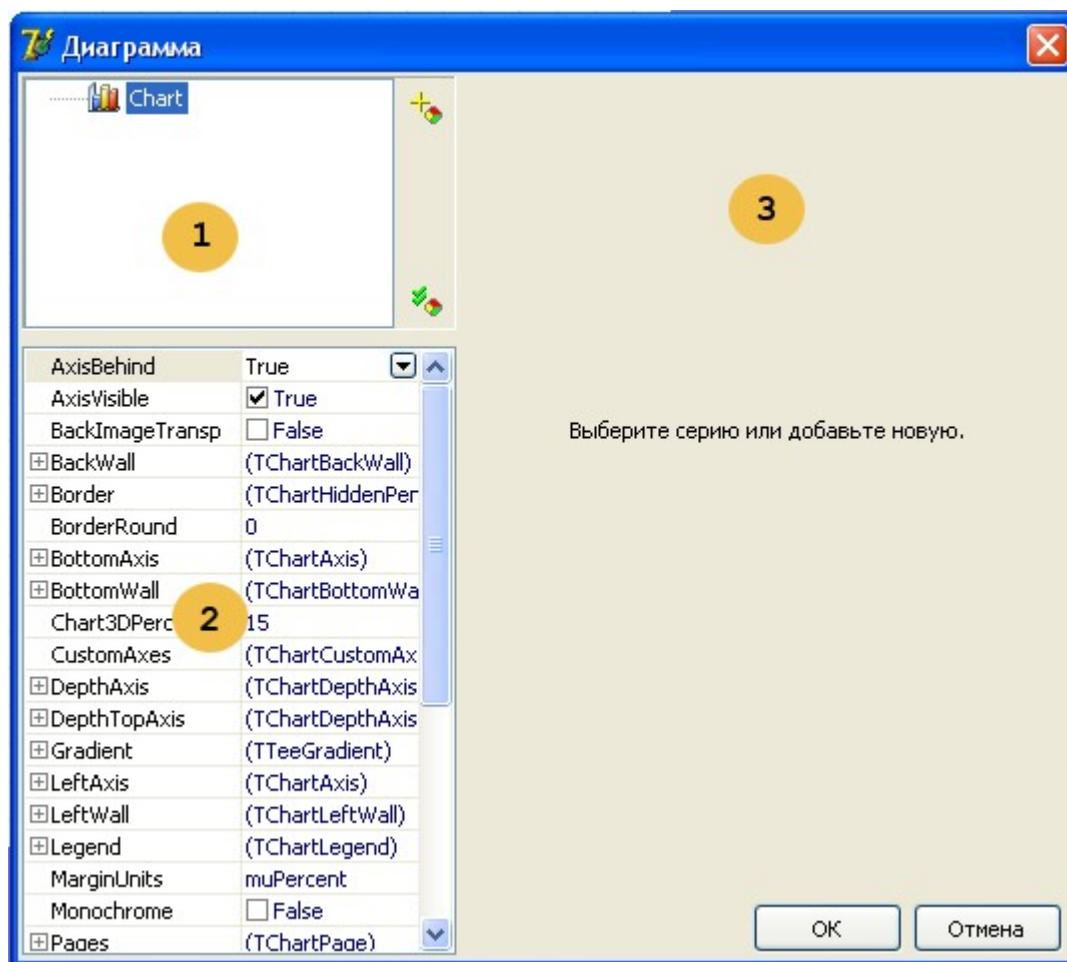 Диаграмма
Chart
1
3
AxisBehind True
AxisVisible True
BackImageTransp False
BackWall (TChartBackWall)
Выберите серию или добавьте новую.
Border (TChartHiddenPer
BorderRound 0
BottomAxis (TChartAxis)
BottomWall (TChartBottomWa
Chart3DPerc 15
2
CustomAxes (TChartCustomAx
DepthAxis (TChartDepthAxis
DepthTopAxis (TChartDepthAxis
Gradient (TTeeGradient)
LeftAxis (TChartAxis)
LeftWall (TChartLeftWall)
Legend (TChartLegend)
MarginUnits muPercent
Monochrome False
Pages (TChartPage)
ОК Отмена